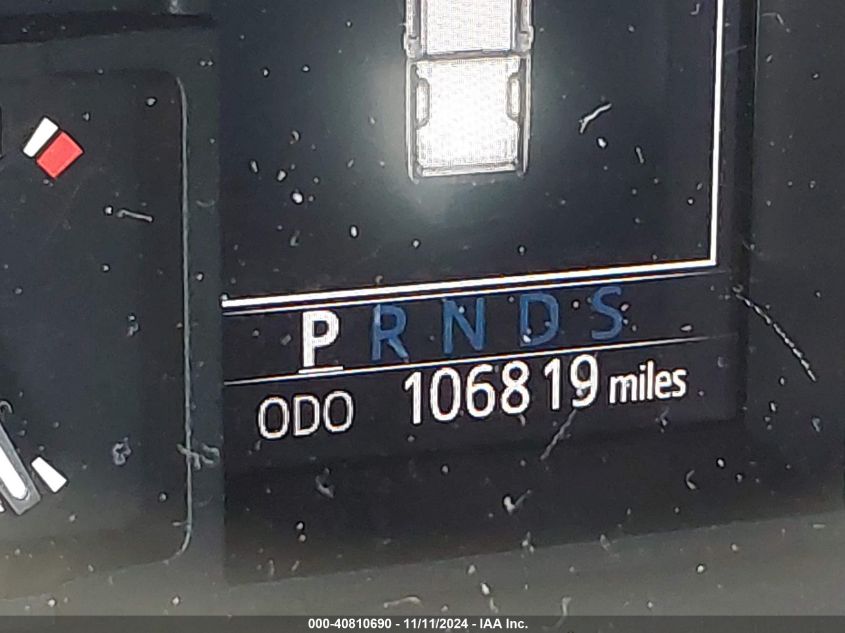 P R N D S
ODO 106819 miles
000-40810690 - 11/11/2024 - IAA Inc.